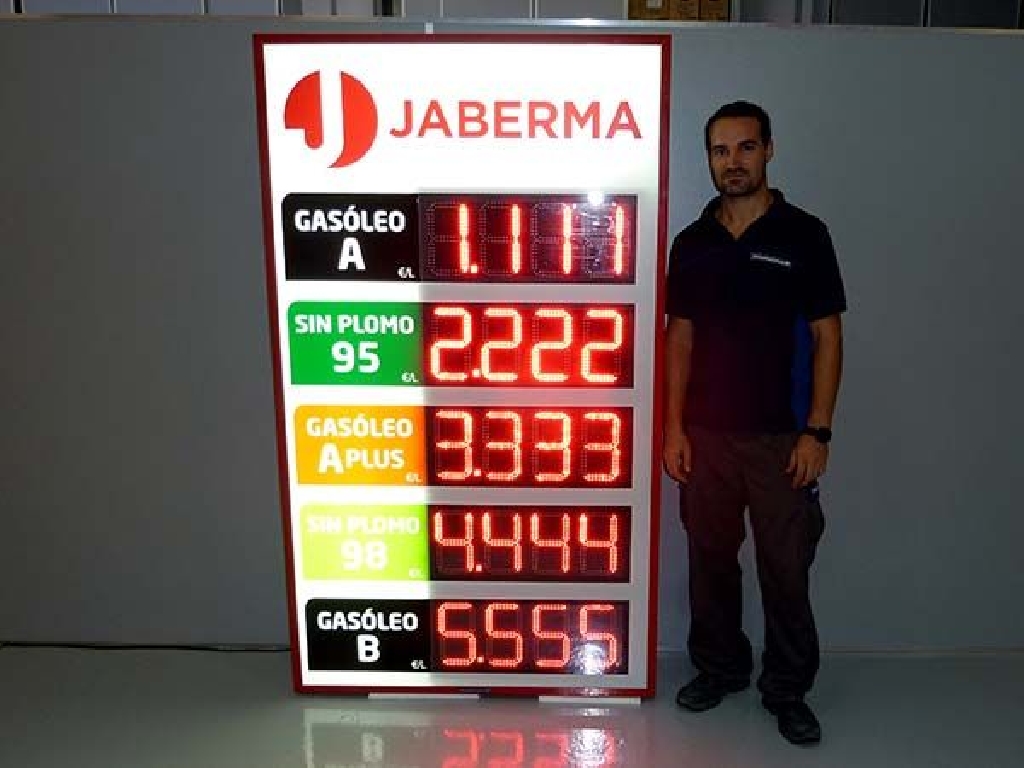 JABERMA
GASÓLEO
A
€/L
1.111
SIN PLOMO
95
€/L
2.222
GASÓLEO
A PLUS
€/L
3.333
SIN PLOMO
98
€/L
4.444
GASÓLEO
B
€/L
5.555